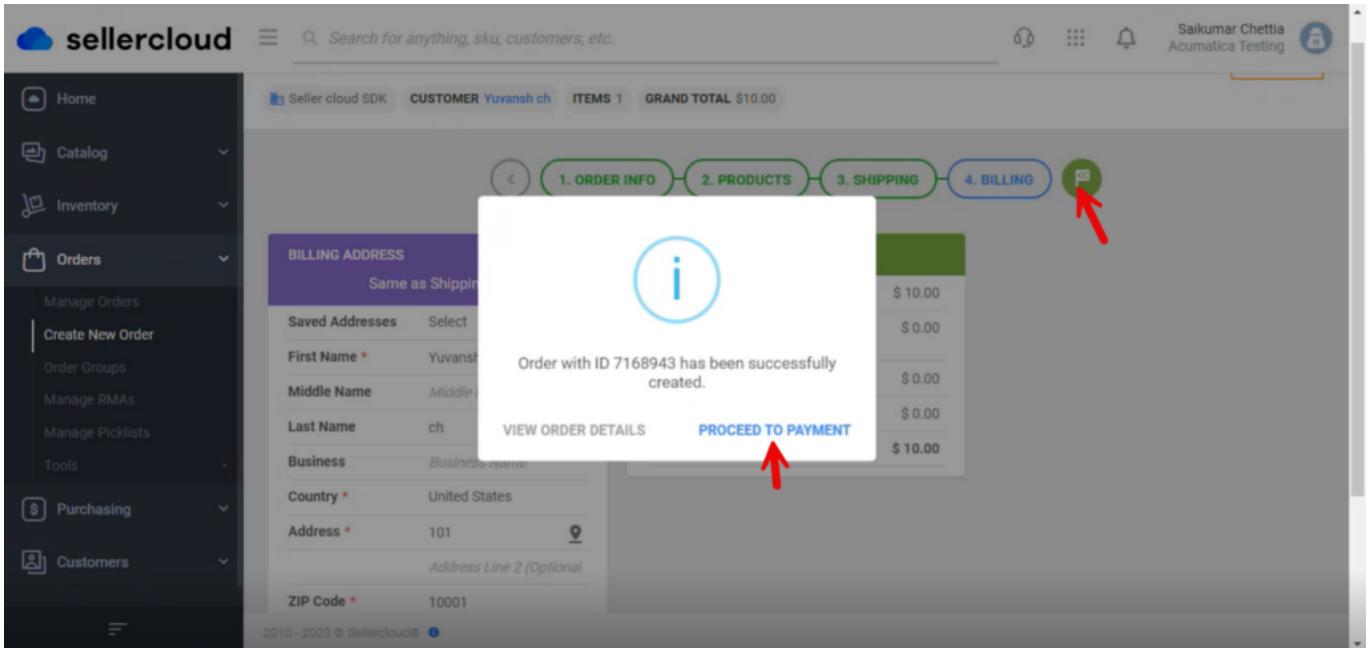 sellercloud
Search for anything, sku, customers, etc.
Saikumar Chettia
Acumatica Testing
Home
Catalog
Inventory
Orders
Manage Orders
Create New Order
Order Groups
Manage RMAs
Manage Picklists
Tools
Purchasing
Customers
Seller cloud SDK CUSTOMER Yuvansh ch ITEMS 1 GRAND TOTAL $10.00
1. ORDER INFO 2. PRODUCTS 3. SHIPPING 4. BILLING
BILLING ADDRESS
Same as Shippin
Saved Addresses Select
First Name * Yuvansh
Middle Name Middle
Last Name ch
Business Business Name
Country * United States
Address * 101
Address Line 2 (Optional
ZIP Code * 10001
$ 10.00
$ 0.00
$ 0.00
$ 0.00
$ 10.00
Order with ID 7168943 has been successfully
created.
VIEW ORDER DETAILS PROCEED TO PAYMENT
2010 - 2023 © Sellercloud®